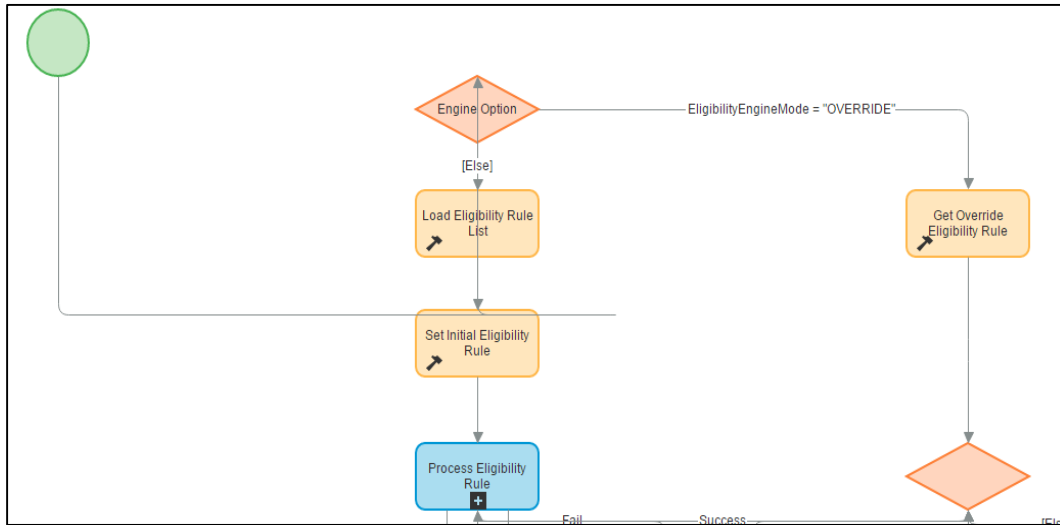 Engine Option
EligibilityEngineMode = "OVERRIDE"
[Else]
Load Eligibility Rule
List
Get Override
Eligibility Rule
Set Initial Eligibility
Rule
Process Eligibility
Rule
Fail
Success